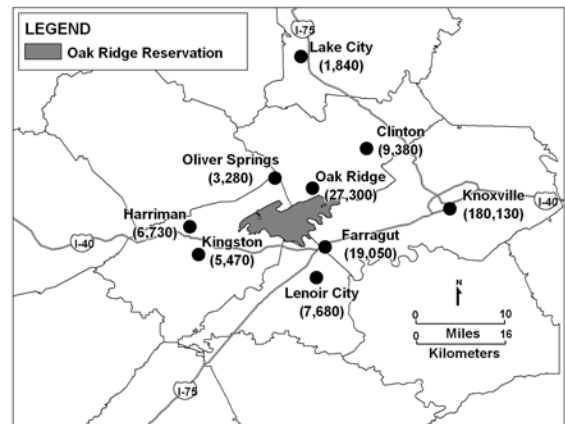 LEGEND
Oak Ridge Reservation
I-75
Lake City
(1,840)
Clinton
(9,380)
Oliver Springs
(3,280)
Oak Ridge
(27,300)
Knoxville
(180,130)
I-40
Harriman
(6,730)
I-40
Kingston
(5,470)
Farragut
(19,050)
Lenoir City
(7,680)
N
0 10
Miles
0 16
Kilometers
I-75